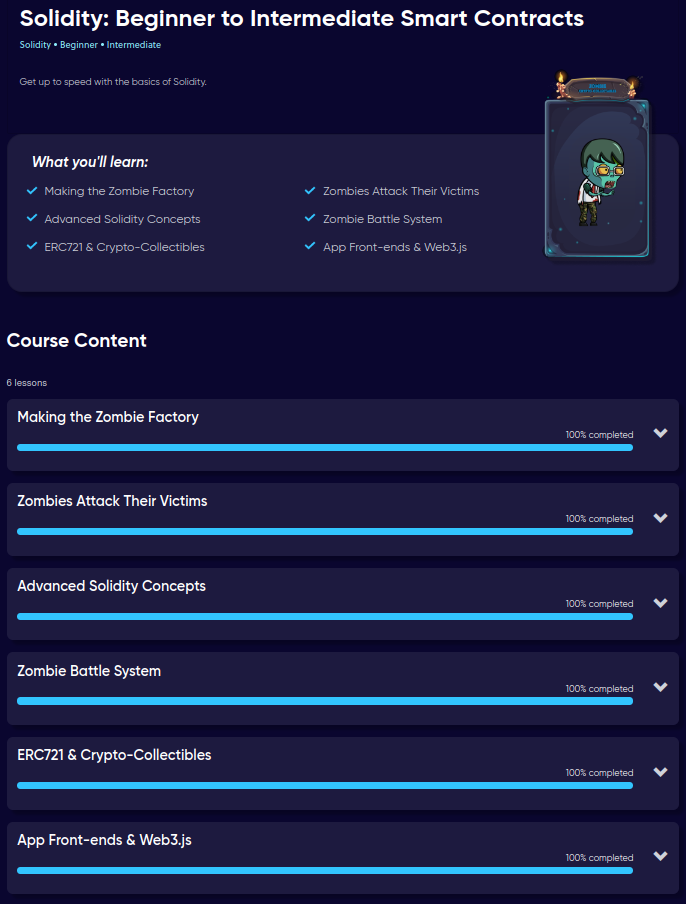 Solidity: Beginner to Intermediate Smart Contracts
Solidity • Beginner • Intermediate
Get up to speed with the basics of Solidity.
What you'll learn:
Making the Zombie Factory
Zombies Attack Their Victims
Advanced Solidity Concepts
Zombie Battle System
ERC721 & Crypto-Collectibles
App Front-ends & Web3.js
Course Content
6 lessons
Making the Zombie Factory
100% completed
Zombies Attack Their Victims
100% completed
Advanced Solidity Concepts
100% completed
Zombie Battle System
100% completed
ERC721 & Crypto-Collectibles
100% completed
App Front-ends & Web3.js
100% completed